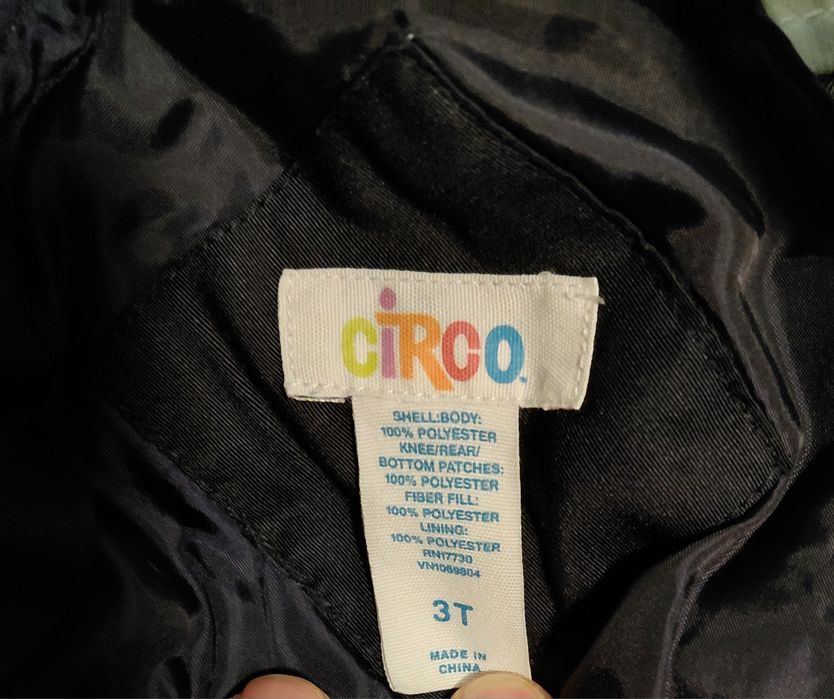 CiRCO.
SHELL:BODY:
100% POLYESTER
KNEE/REAR/
BOTTOM PATCHES:
100% POLYESTER
FIBER FILL:
100% POLYESTER
LINING:
100% POLYESTER
RN17730
VN1069804
3T
MADE IN
CHINA